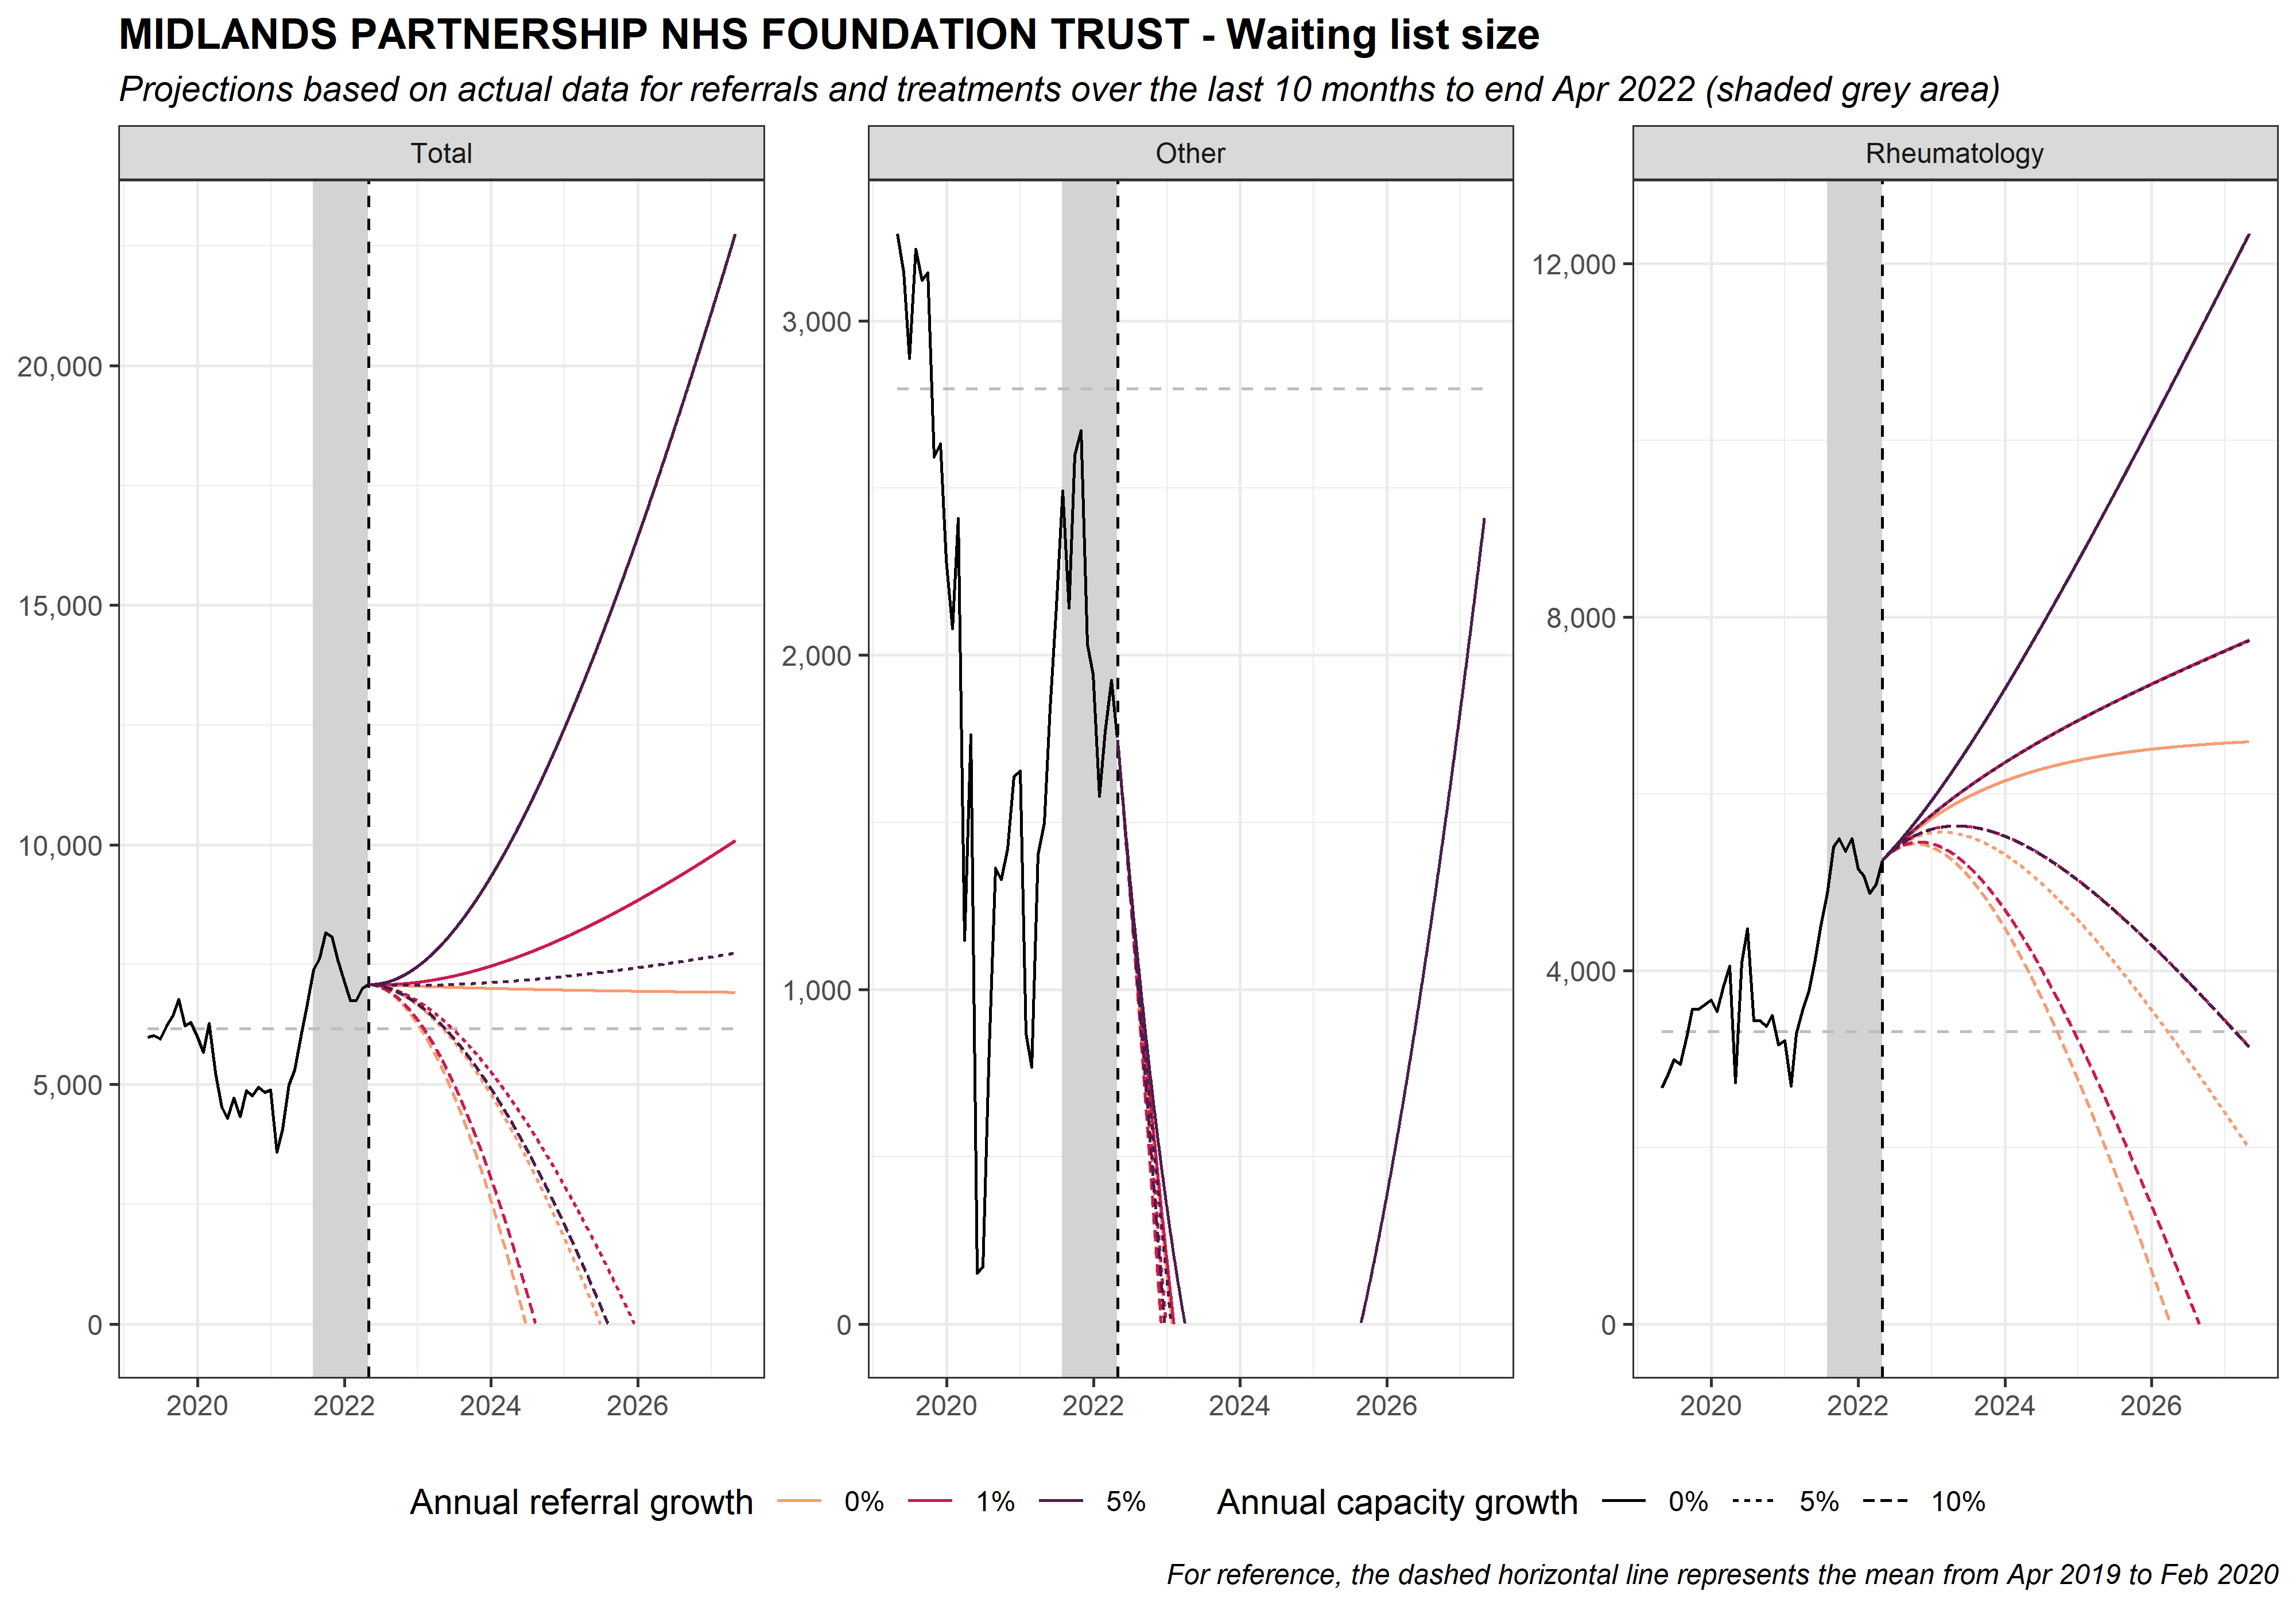 MIDLANDS PARTNERSHIP NHS FOUNDATION TRUST - Waiting list size
Projections based on actual data for referrals and treatments over the last 10 months to end Apr 2022 (shaded grey area)
Total
Other
Rheumatology
20,000
15,000
10,000
5,000
0
2020 2022 2024 2026
3,000
2,000
1,000
0
2020 2022 2024 2026
12,000
8,000
4,000
0
2020 2022 2024 2026
Annual referral growth 0% 1% 5% Annual capacity growth 0% 5% 10%
For reference, the dashed horizontal line represents the mean from Apr 2019 to Feb 2020